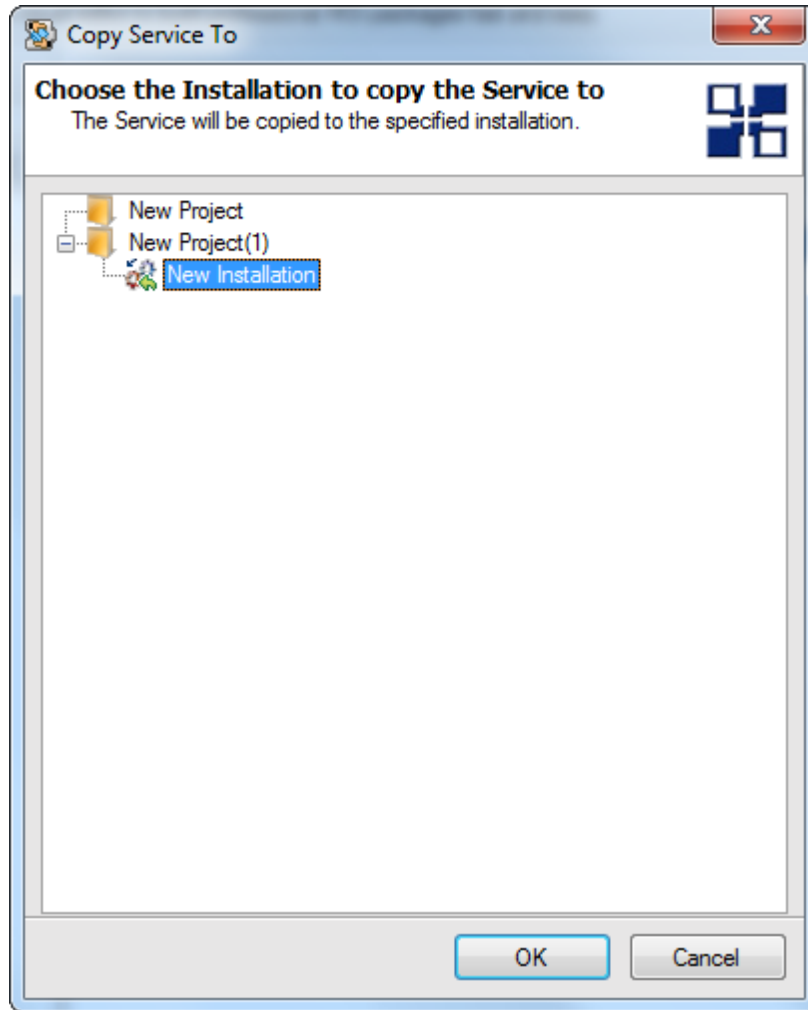 Copy Service To
Choose the Installation to copy the Service to
The Service will be copied to the specified installation.
New Project
New Project(1)
New Installation
OK
Cancel